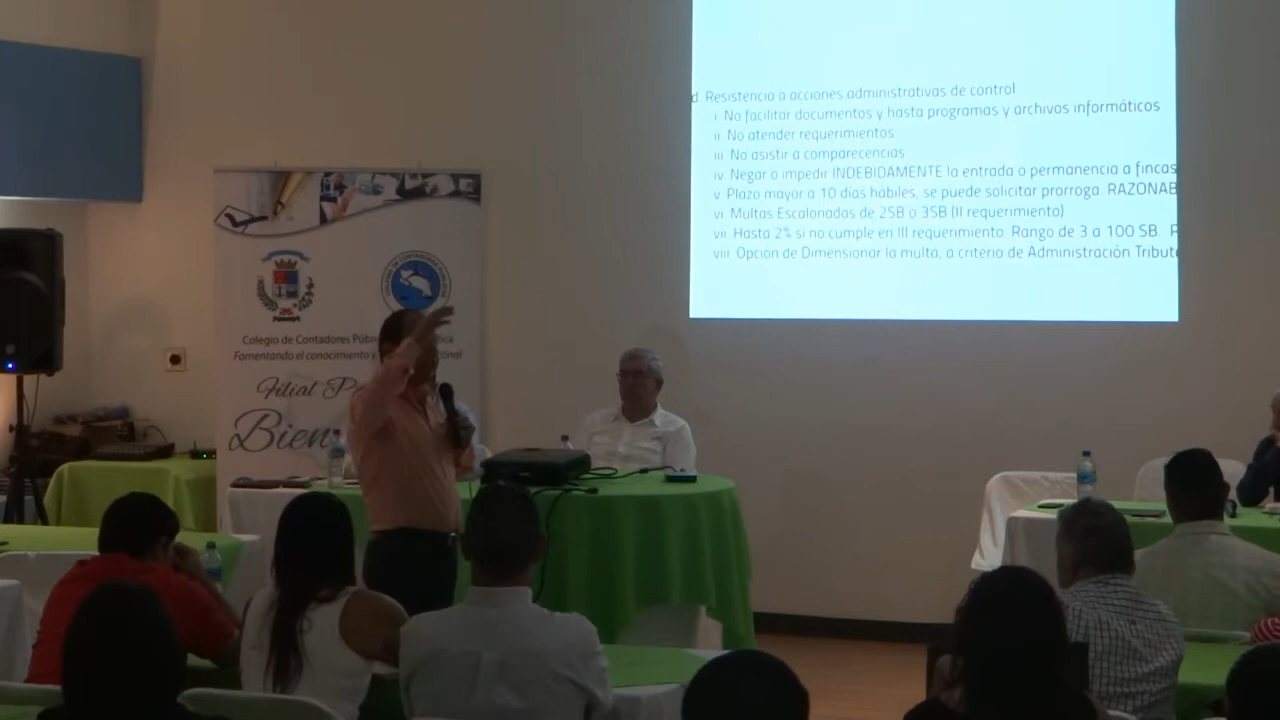 d. Resistencia a acciones administrativas de control
i. No facilitar documentos y hasta programas y archivos informáticos
ii. No atender requerimientos
iii. No asistir a comparecencias
iv. Negar o impedir INDEBIDAMENTE la entrada o permanencia a fincas
v. Plazo mayor a 10 días hábiles, se puede solicitar prorroga. RAZONAB
vi. Multas Escalonadas de 2SB o 3SB (II requerimiento)
vii. Hasta 2% si no cumple en III requerimiento. Rango de 3 a 100 SB.
viii. Opción de Dimensionar la multa, a criterio de Administración Tribut
Colegio de Contadores Públi
Fomentando el conocimiento y
Filial
Bien